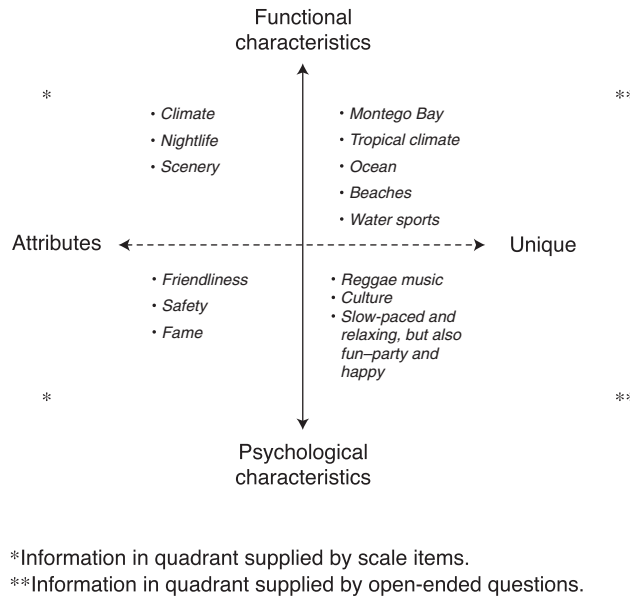 Functional
characteristics
*
**
• Climate
• Nightlife
• Scenery
• Montego Bay
• Tropical climate
• Ocean
• Beaches
• Water sports
Attributes
Unique
• Friendliness
• Safety
• Fame
• Reggae music
• Culture
• Slow-paced and
relaxing, but also
fun–party and
happy
*
**
Psychological
characteristics
*Information in quadrant supplied by scale items.
**Information in quadrant supplied by open-ended questions.